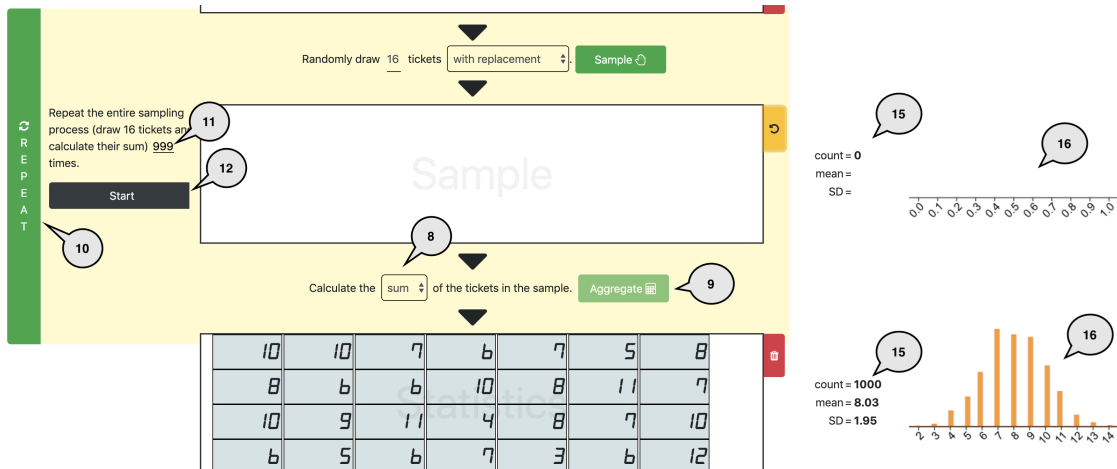 Randomly draw 16 tickets with replacement . Sample
R
E
P
E
A
T
Repeat the entire sampling
process (draw 16 tickets and
calculate their sum) 999
times.
Start
11
12
10
Sample
8
Calculate the sum of the tickets in the sample. Aggregate
9
Statistics
10 10 7 6 7 5 8
8 6 6 10 8 11 7
10 9 11 4 8 7 10
6 5 6 7 3 6 12
15
16
count = 0
mean =
SD =
0.0 0.1 0.2 0.3 0.4 0.5 0.6 0.7 0.8 0.9 1.0
15
16
count = 1000
mean = 8.03
SD = 1.95
2 3 4 5 6 7 8 9 10 11 12 13 14